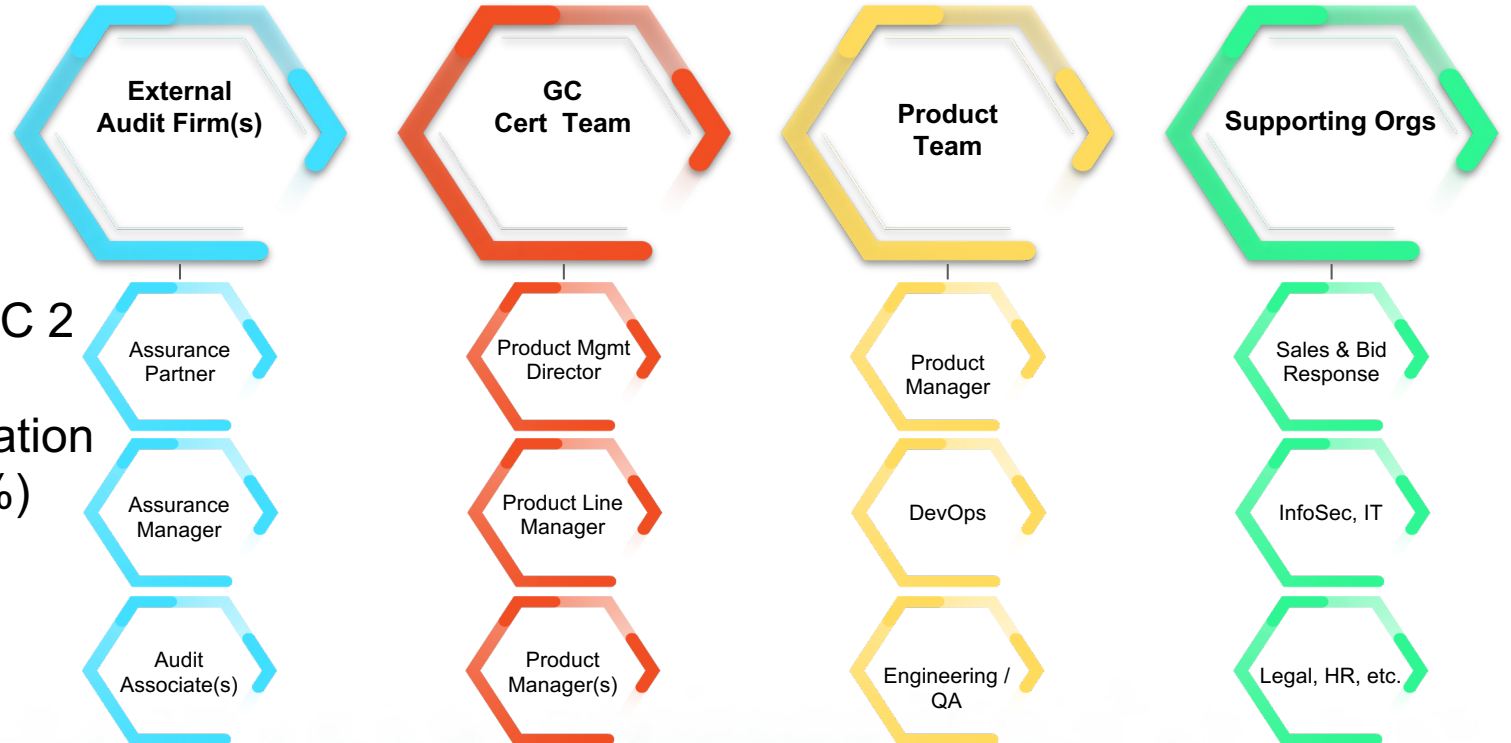 External
Audit Firm(s)
GC
Cert Team
Product
Team
Supporting Orgs
C 2
ation
%)
Assurance
Partner
Product Mgmt
Director
Product
Manager
Sales & Bid
Response
Assurance
Manager
Product Line
Manager
DevOps
InfoSec, IT
Audit
Associate(s)
Product
Manager(s)
Engineering /
QA
Legal, HR, etc.